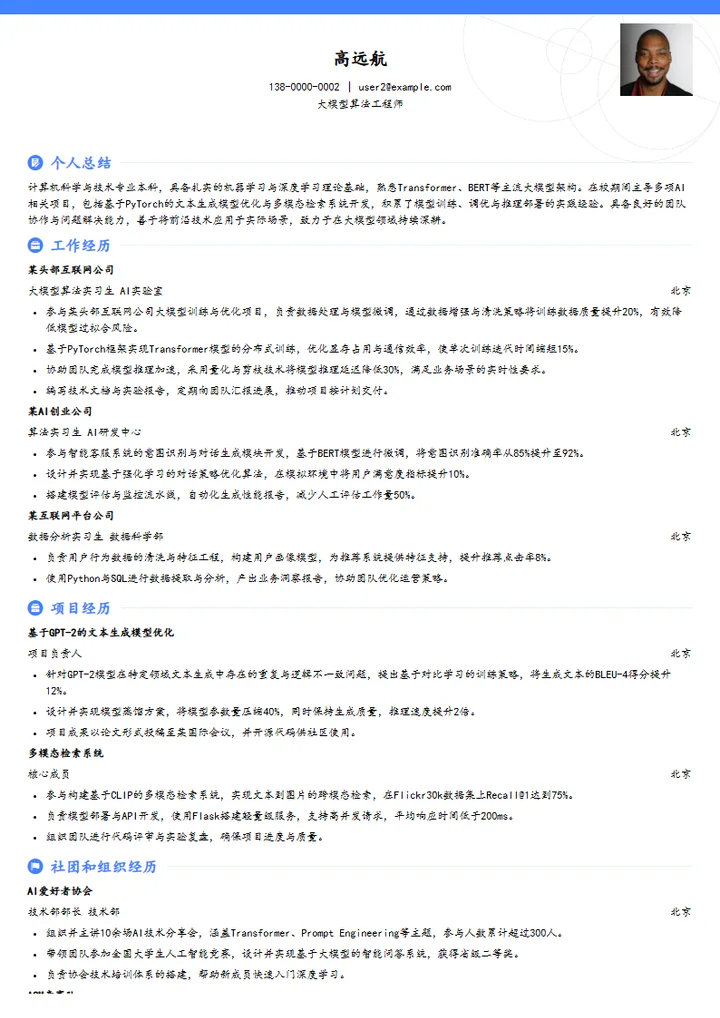 高远航
138-0000-0002 | user2@example.com
大模型算法工程师
个人总结
计算机科学与技术专业本科，具备扎实的机器学习与深度学习理论基础，熟悉Transformer、BERT等主流大模型架构。在校期间主导多项AI
相关项目，包括基于PyTorch的文本生成模型优化与多模态检索系统开发，积累了模型训练、调优与推理部署的实践经验。具备良好的团队
协作与问题解决能力，善于将前沿技术应用于实际场景，致力于在大模型领域持续深耕。
工作经历
某头部互联网公司
大模型算法实习生 AI实验室 北京
• 参与某头部互联网公司大模型训练与优化项目，负责数据处理与模型微调，通过数据增强与清洗策略将训练数据质量提升20%，有效降
低模型过拟合风险。
• 基于PyTorch框架实现Transformer模型的分布式训练，优化显存占用与通信效率，使单次训练迭代时间缩短15%。
• 协助团队完成模型推理加速，采用量化与剪枝技术将模型推理延迟降低30%，满足业务场景的实时性要求。
• 编写技术文档与实验报告，定期向团队汇报进展，推动项目按计划交付。
某AI创业公司
算法实习生 AI研发中心 北京
• 参与智能客服系统的意图识别与对话生成模块开发，基于BERT模型进行微调，将意图识别准确率从85%提升至92%。
• 设计并实现基于强化学习的对话策略优化算法，在模拟环境中将用户满意度指标提升10%。
• 搭建模型评估与监控流水线，自动化生成性能报告，减少人工评估工作量50%。
某互联网平台公司
数据分析实习生 数据科学部 北京
• 负责用户行为数据的清洗与特征工程，构建用户画像模型，为推荐系统提供特征支持，提升推荐点击率8%。
• 使用Python与SQL进行数据提取与分析，产出业务洞察报告，协助团队优化运营策略。
项目经历
基于GPT-2的文本生成模型优化
项目负责人 北京
• 针对GPT-2模型在特定领域文本生成中存在的重复与逻辑不一致问题，提出基于对比学习的训练策略，将生成文本的BLEU-4得分提升
12%。
• 设计并实现模型蒸馏方案，将模型参数量压缩40%，同时保持生成质量，推理速度提升2倍。
• 项目成果以论文形式投稿至某国际会议，并开源代码供社区使用。
多模态检索系统
核心成员 北京
• 参与构建基于CLIP的多模态检索系统，实现文本到图片的跨模态检索，在Flickr30k数据集上Recall@1达到75%。
• 负责模型部署与API开发，使用Flask搭建轻量级服务，支持高并发请求，平均响应时间低于200ms。
• 组织团队进行代码评审与实验复盘，确保项目进度与质量。
社团和组织经历
AI爱好者协会
技术部部长 技术部 北京
• 组织并主讲10余场AI技术分享会，涵盖Transformer、Prompt Engineering等主题，参与人数累计超过300人。
• 带领团队参加全国大学生人工智能竞赛，设计并实现基于大模型的智能问答系统，获得省级二等奖。
• 负责协会技术培训体系的搭建，帮助新成员快速入门深度学习。